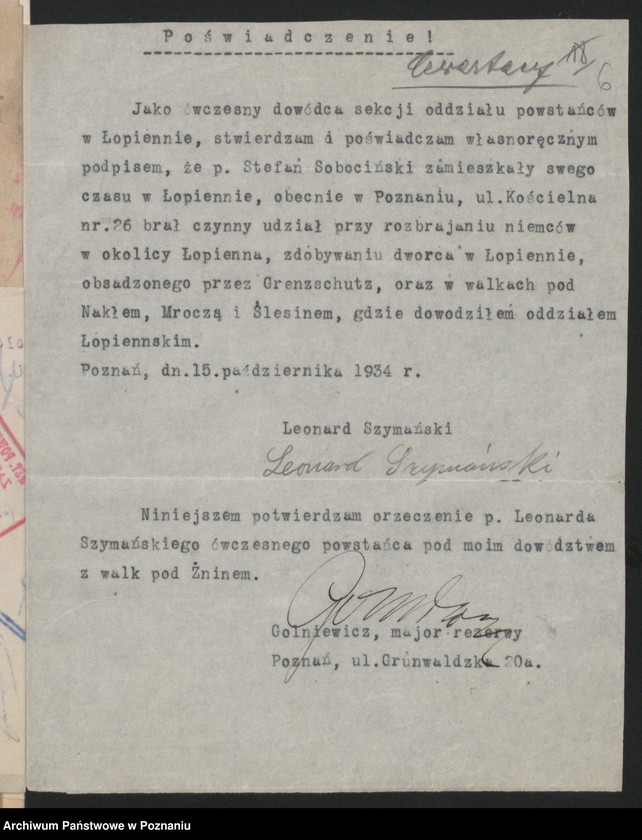 Poświadczenie!
18
6
Jako ówczesny dowódca sekcji oddziału powstańców
w Łopiennie, stwierdzam i poświadczam własnoręcznym
podpisem, że p. Stefan Sobociński zamieszkały swego
czasu w Łopiennie, obecnie w Poznaniu, ul.Kościelna
nr.26 brał czynny udział przy rozbrajaniu niemców
w okolicy Łopienna, zdobywaniu dworca w Łopiennie,
obsadzonego przez Grenzschutz, oraz w walkach pod
Nakłem, Mroczą i Ślesinem, gdzie dowodziłem oddziałem
Łopiennskim.
Poznań, dn.15.października 1934 r.
Leonard Szymański
Leonard Szymański
Niniejszem potwierdzam orzeczenie p. Leonarda
Szymańskiego ówczesnego powstańca pod moim dowództwem
z walk pod Żninem.
Golniewicz, major rezerwy
Poznań, ul.Grunwaldzka 20a.
Archiwum Państwowe w Poznaniu